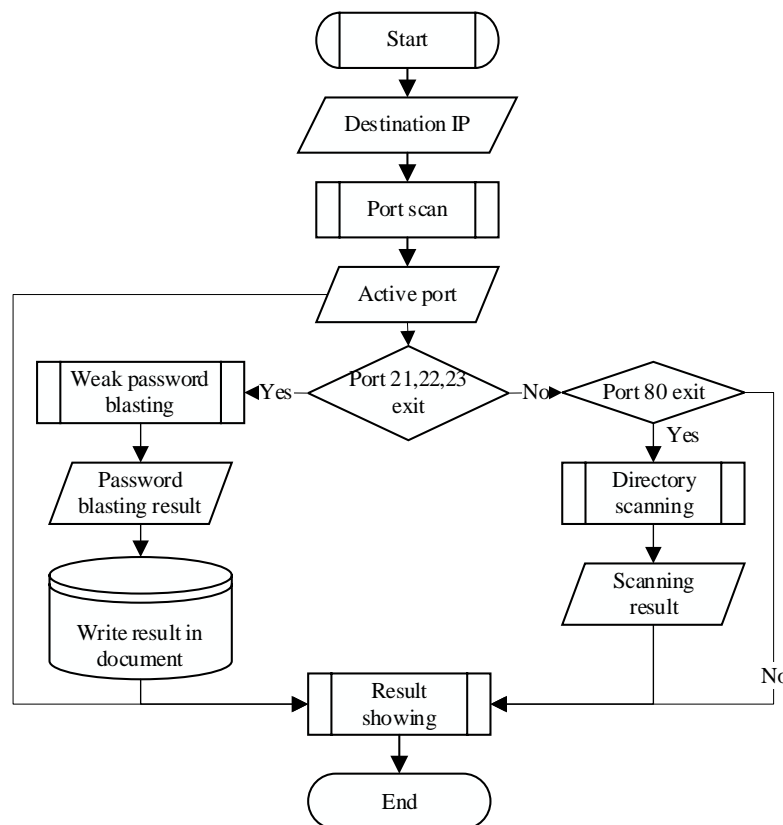 Start
Destination IP
Port scan
Active port
Port 21,22,23
exit
Yes
No
Weak password
blasting
Port 80 exit
Yes
No
Password
blasting result
Directory
scanning
Write result in
document
Scanning
result
Result
showing
End